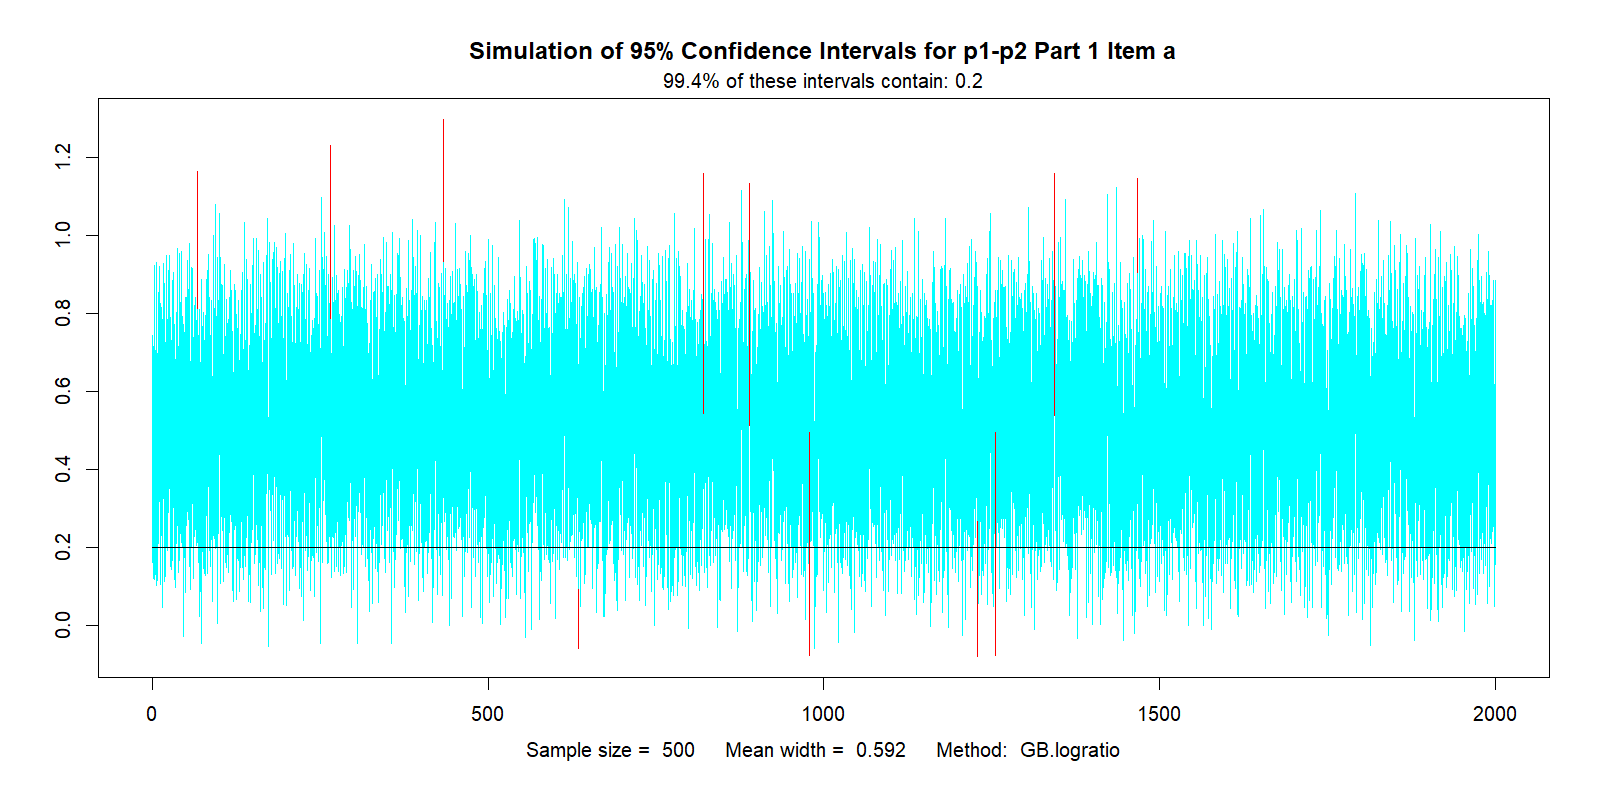 Simulation of 95% Confidence Intervals for p1-p2 Part 1 Item a
99.4% of these intervals contain: 0.2
1.2
1.0
0.8
0.6
0.4
0.2
0.0
0 500 1000 1500 2000
Sample size = 500 Mean width = 0.592 Method: GB.logratio